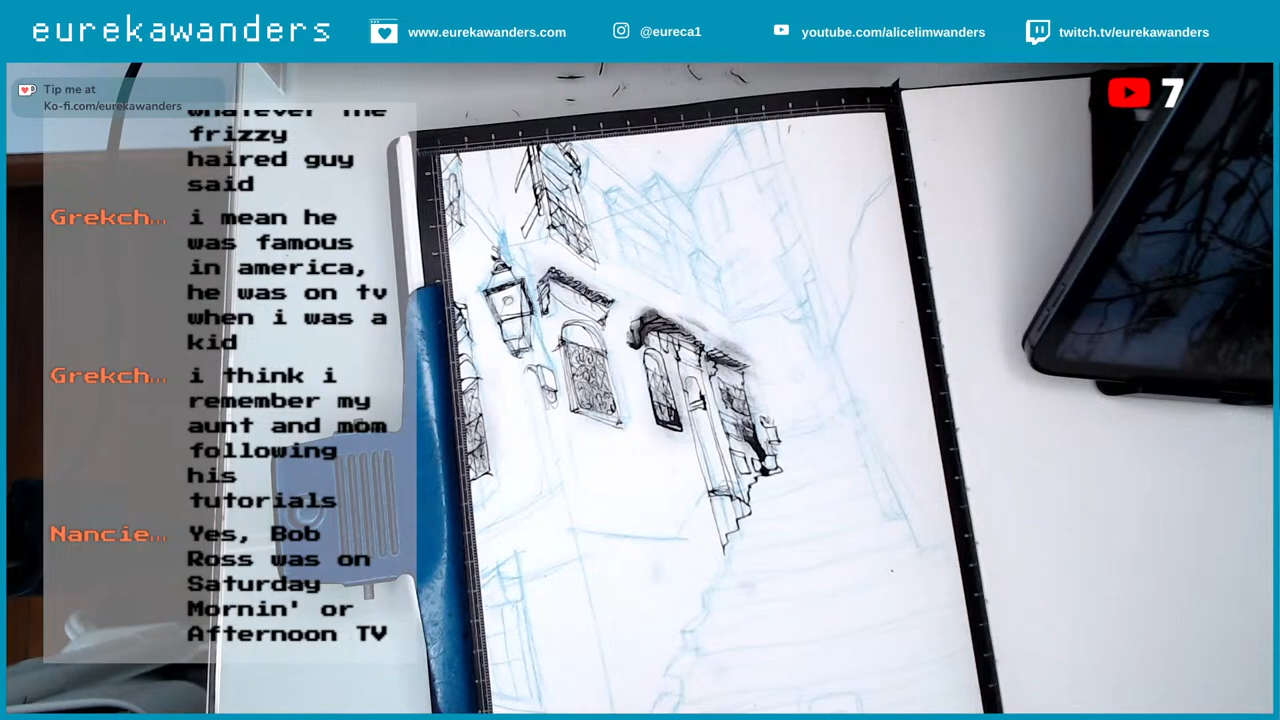 eurekawanders
www.eurekawanders.com
@eureca1
youtube.com/alicelimwanders
twitch.tv/eurekawanders
Tip me at
Ko-fi.com/eurekawanders
7
whatever the
frizzy
haired guy
said
Grekch... i mean he
was famous
in america,
he was on tv
when i was a
kid
Grekch... i think i
remember my
aunt and mom
following
his
tutorials
Nancie... Yes, Bob
Ross was on
Saturday
Mornin' or
Afternoon TV